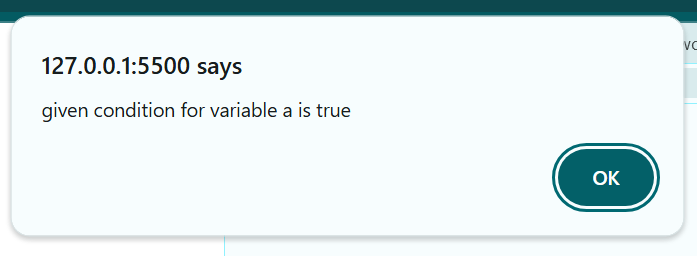 127.0.0.1:5500 says
given condition for variable a is true
OK